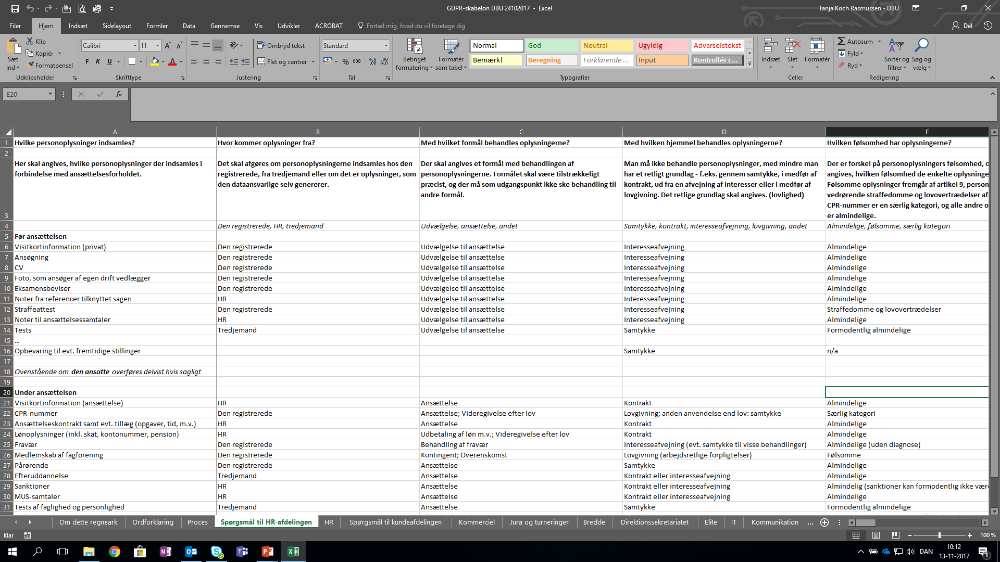 GDPR-skabelon DBU 24102017 - Excel
Tanja Koch Rasmussen - DBU
Filer Hjem Indsæt Sidelayout Formler Data Gennemse Vis Udvikler ACROBAT Fortæl mig, hvad du vil foretage dig Del
Sæt ind
Klip
Kopiér
Formatpensel
Udklipsholder
Calibri 11
F K U
Skrifttype
Ombryd tekst
Flet og centrer
Justering
Standard
% 000
Tal
Betinget formatering
Formatér som tabel
Normal God Neutral Ugyldig Advarselstekst
Bemærk! Beregning Forklarende ... Input Kontrollér c...
Typografier
Indsæt Slet Formatér
Celler
Autosum
Fyld
Ryd
Sortér og filtrer
Søg og vælg
Redigering
E20
fx
A B C D E
1 Hvilke personoplysninger indsamles? Hvor kommer oplysninger fra? Med hvilket formål behandles oplysningerne? Med hvilken hjemmel behandles oplysningerne? Hvilken følsomhed har oplysningerne?
2
3
Her skal angives, hvilke personoplysninger der indsamles i
forbindelse med ansættelsesforholdet.
Det skal afgøres om personoplysningerne indsamles hos den
registrerede, fra tredjemand eller om det er oplysninger, som
den dataansvarlige selv genererer.
Der skal angives et formål med behandlingen af
personoplysningerne. Formålet skal være tilstrækkeligt
præcist, og der må som udgangspunkt ikke ske behandling til
andre formål.
Man må ikke behandle personoplysninger, med mindre man
har et retligt grundlag - f.eks. gennem samtykke, i medfør af
kontrakt, ud fra en afvejning af interesser eller i medfør af
lovgivning. Det retlige grundlag skal angives. (lovlighed)
Der er forskel på personoplysningers følsomhed, o
angives, hvilken følsomhed de enkelte oplysninge
Følsomme oplysninger fremgår af artikel 9, person
vedrørende straffedomme og lovovertrædelser af
CPR-nummer er en særlig kategori, og alle andre o
er almindelige.
4 Den registrerede, HR, tredjemand Udvælgelse, ansættelse, andet Samtykke, kontrakt, interesseafvejning, lovgivning, andet Almindelige, følsomme, særlig kategori
5 Før ansættelsen
6 Visitkortinformation (privat) Den registrerede Udvælgelse til ansættelse Interesseafvejning Almindelige
7 Ansøgning Den registrerede Udvælgelse til ansættelse Interesseafvejning Almindelige
8 CV Den registrerede Udvælgelse til ansættelse Interesseafvejning Almindelige
9 Foto, som ansøger af egen drift vedlægger Den registrerede Udvælgelse til ansættelse Interesseafvejning Almindelige
10 Eksamensbeviser Den registrerede Udvælgelse til ansættelse Interesseafvejning Almindelige
11 Noter fra referencer tilknyttet sagen HR Udvælgelse til ansættelse Interesseafvejning Almindelige
12 Straffeattest Den registrerede Udvælgelse til ansættelse Interesseafvejning Straffedomme og lovovertrædelser
13 Noter til ansættelsessamtaler HR Udvælgelse til ansættelse Interesseafvejning Almindelige
14 Tests Tredjemand Udvælgelse til ansættelse Samtykke Formodentlig almindelige
15 ...
16 Opbevaring til evt. fremtidige stillinger Samtykke n/a
17
18 Ovenstående om den ansatte overføres delvist hvis sagligt
19
20 Under ansættelsen
21 Visitkortinformation (ansættelse) HR Ansættelse Kontrakt Almindelige
22 CPR-nummer Den registrerede Ansættelse; Videregivelse efter lov Lovgivning; anden anvendelse end lov: samtykke Særlig kategori
23 Ansættelseskontrakt samt evt. tillæg (opgaver, tid, m.v.) HR Ansættelse Kontrakt Almindelige
24 Lønoplysninger (inkl. skat, kontonummer, pension) HR Udbetaling af løn m.v.; Videregivelse efter lov Kontrakt Almindelige
25 Fravær Den registrerede Behandling af fravær Interesseafvejning (evt. samtykke til visse behandlinger) Almindelige (uden diagnose)
26 Medlemskab af fagforening Den registrerede Kontingent; Overenskomst Lovgivning (arbejdsretlige forpligtelser) Følsomme
27 Pårørende Den registrerede Ansættelse Samtykke Almindelige
28 Efteruddannelse Tredjemand Ansættelse Kontrakt eller interesseafvejning Almindelige
29 Sanktioner HR Ansættelse Kontrakt eller interesseafvejning Almindelig (sanktioner kan formodentlig ikke vær
30 MUS-samtaler HR Ansættelse Kontrakt eller interesseafvejning Almindelige
31 Tests af faglighed og personlighed Tredjemand Ansættelse Samtykke Formodentlig almindelige
Om dette regneark Ordforklaring Proces Spørgsmål til HR-afdelingen HR Spørgsmål til kundeafdelingen Kommerciel Jura og turneringer Bredde Direktionssekretariatet Elite IT Kommunikation ...
Klar
100 %
DAN
10:12
13-11-2017
1